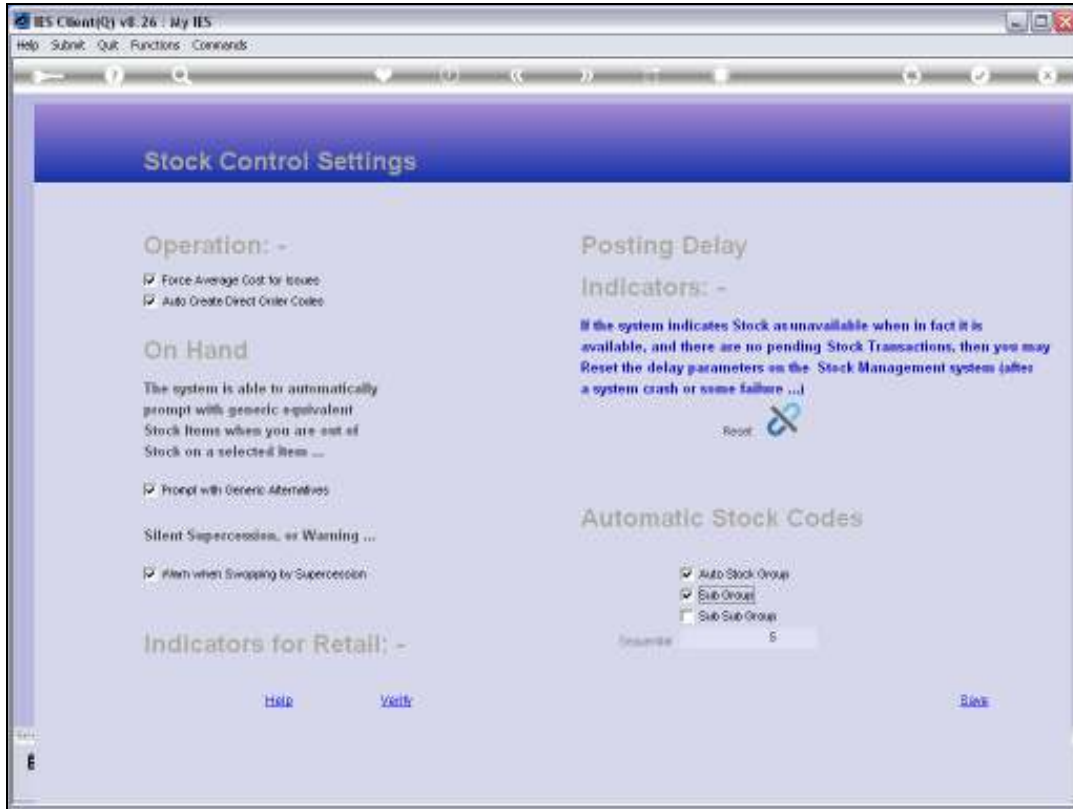 IES Client(Q) v8.26 : My IES
Help Submit Quit Functions Commands
Stock Control Settings
Operation: -
Force Average Cost for Issues
Auto Create Direct Order Codes
On Hand
The system is able to automatically
prompt with generic equivalent
Stock Items when you are out of
Stock on a selected Item ...
Prompt with Generic Alternatives
Silent Supercession, or Warning ...
Warn when Swopping by Supercession
Indicators for Retail: -
Help Verify
Posting Delay
Indicators: -
If the system indicates Stock as unavailable when in fact it is
available, and there are no pending Stock Transactions, then you may
Reset the delay parameters on the Stock Management system (after
a system crash or some failure ...)
Reset
Automatic Stock Codes
Auto Stock Group
Sub Group
Sub Sub Group
Sequential 5
Save